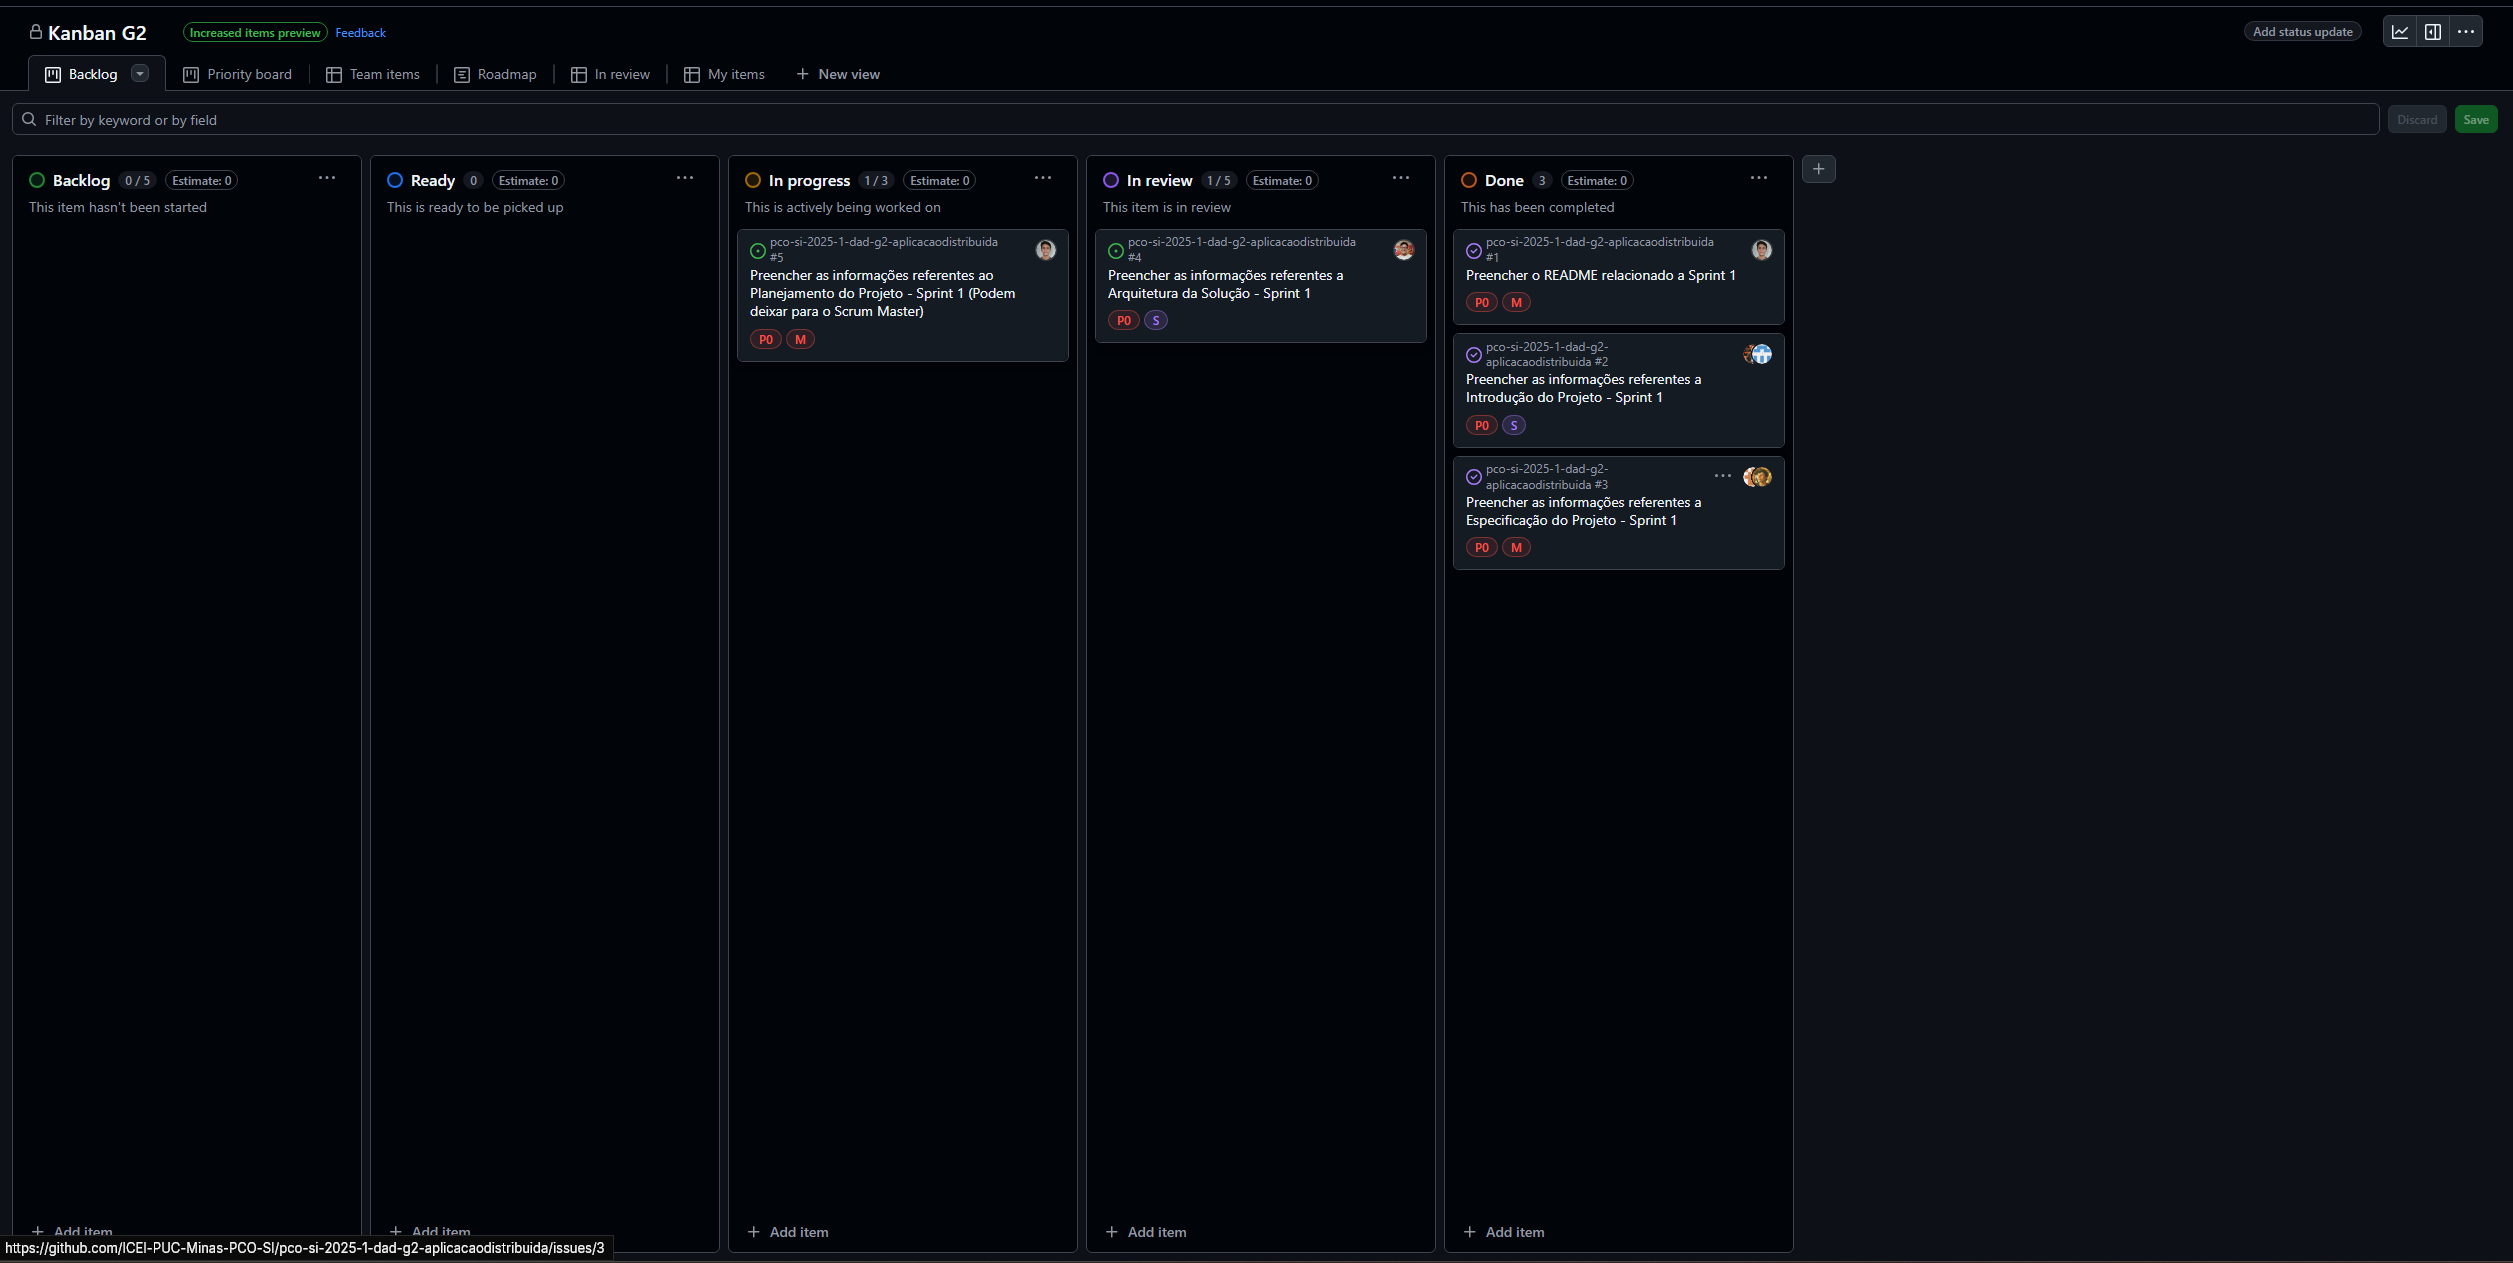 Kanban G2
Increased items preview
Feedback
Add status update
Backlog
Priority board
Team items
Roadmap
In review
My items
New view
Filter by keyword or by field
Discard
Save
Backlog 0 / 5 Estimate: 0
This item hasn't been started
Ready 0 Estimate: 0
This is ready to be picked up
In progress 1 / 3 Estimate: 0
This is actively being worked on
pco-si-2025-1-dad-g2-aplicacaodistribuida
#5
Preencher as informações referentes ao
Planejamento do Projeto - Sprint 1 (Podem
deixar para o Scrum Master)
P0 M
In review 1 / 5 Estimate: 0
This item is in review
pco-si-2025-1-dad-g2-aplicacaodistribuida
#4
Preencher as informações referentes a
Arquitetura da Solução - Sprint 1
P0 S
Done 3 Estimate: 0
This has been completed
pco-si-2025-1-dad-g2-aplicacaodistribuida
#1
Preencher o README relacionado a Sprint 1
P0 M
pco-si-2025-1-dad-g2-
aplicacaodistribuida #2
Preencher as informações referentes a
Introdução do Projeto - Sprint 1
P0 S
pco-si-2025-1-dad-g2-
aplicacaodistribuida #3
Preencher as informações referentes a
Especificação do Projeto - Sprint 1
P0 M
Add item
Add item
Add item
Add item
Add item
https://github.com/ICEI-PUC-Minas-PCO-SI/pco-si-2025-1-dad-g2-aplicacaodistribuida/issues/3